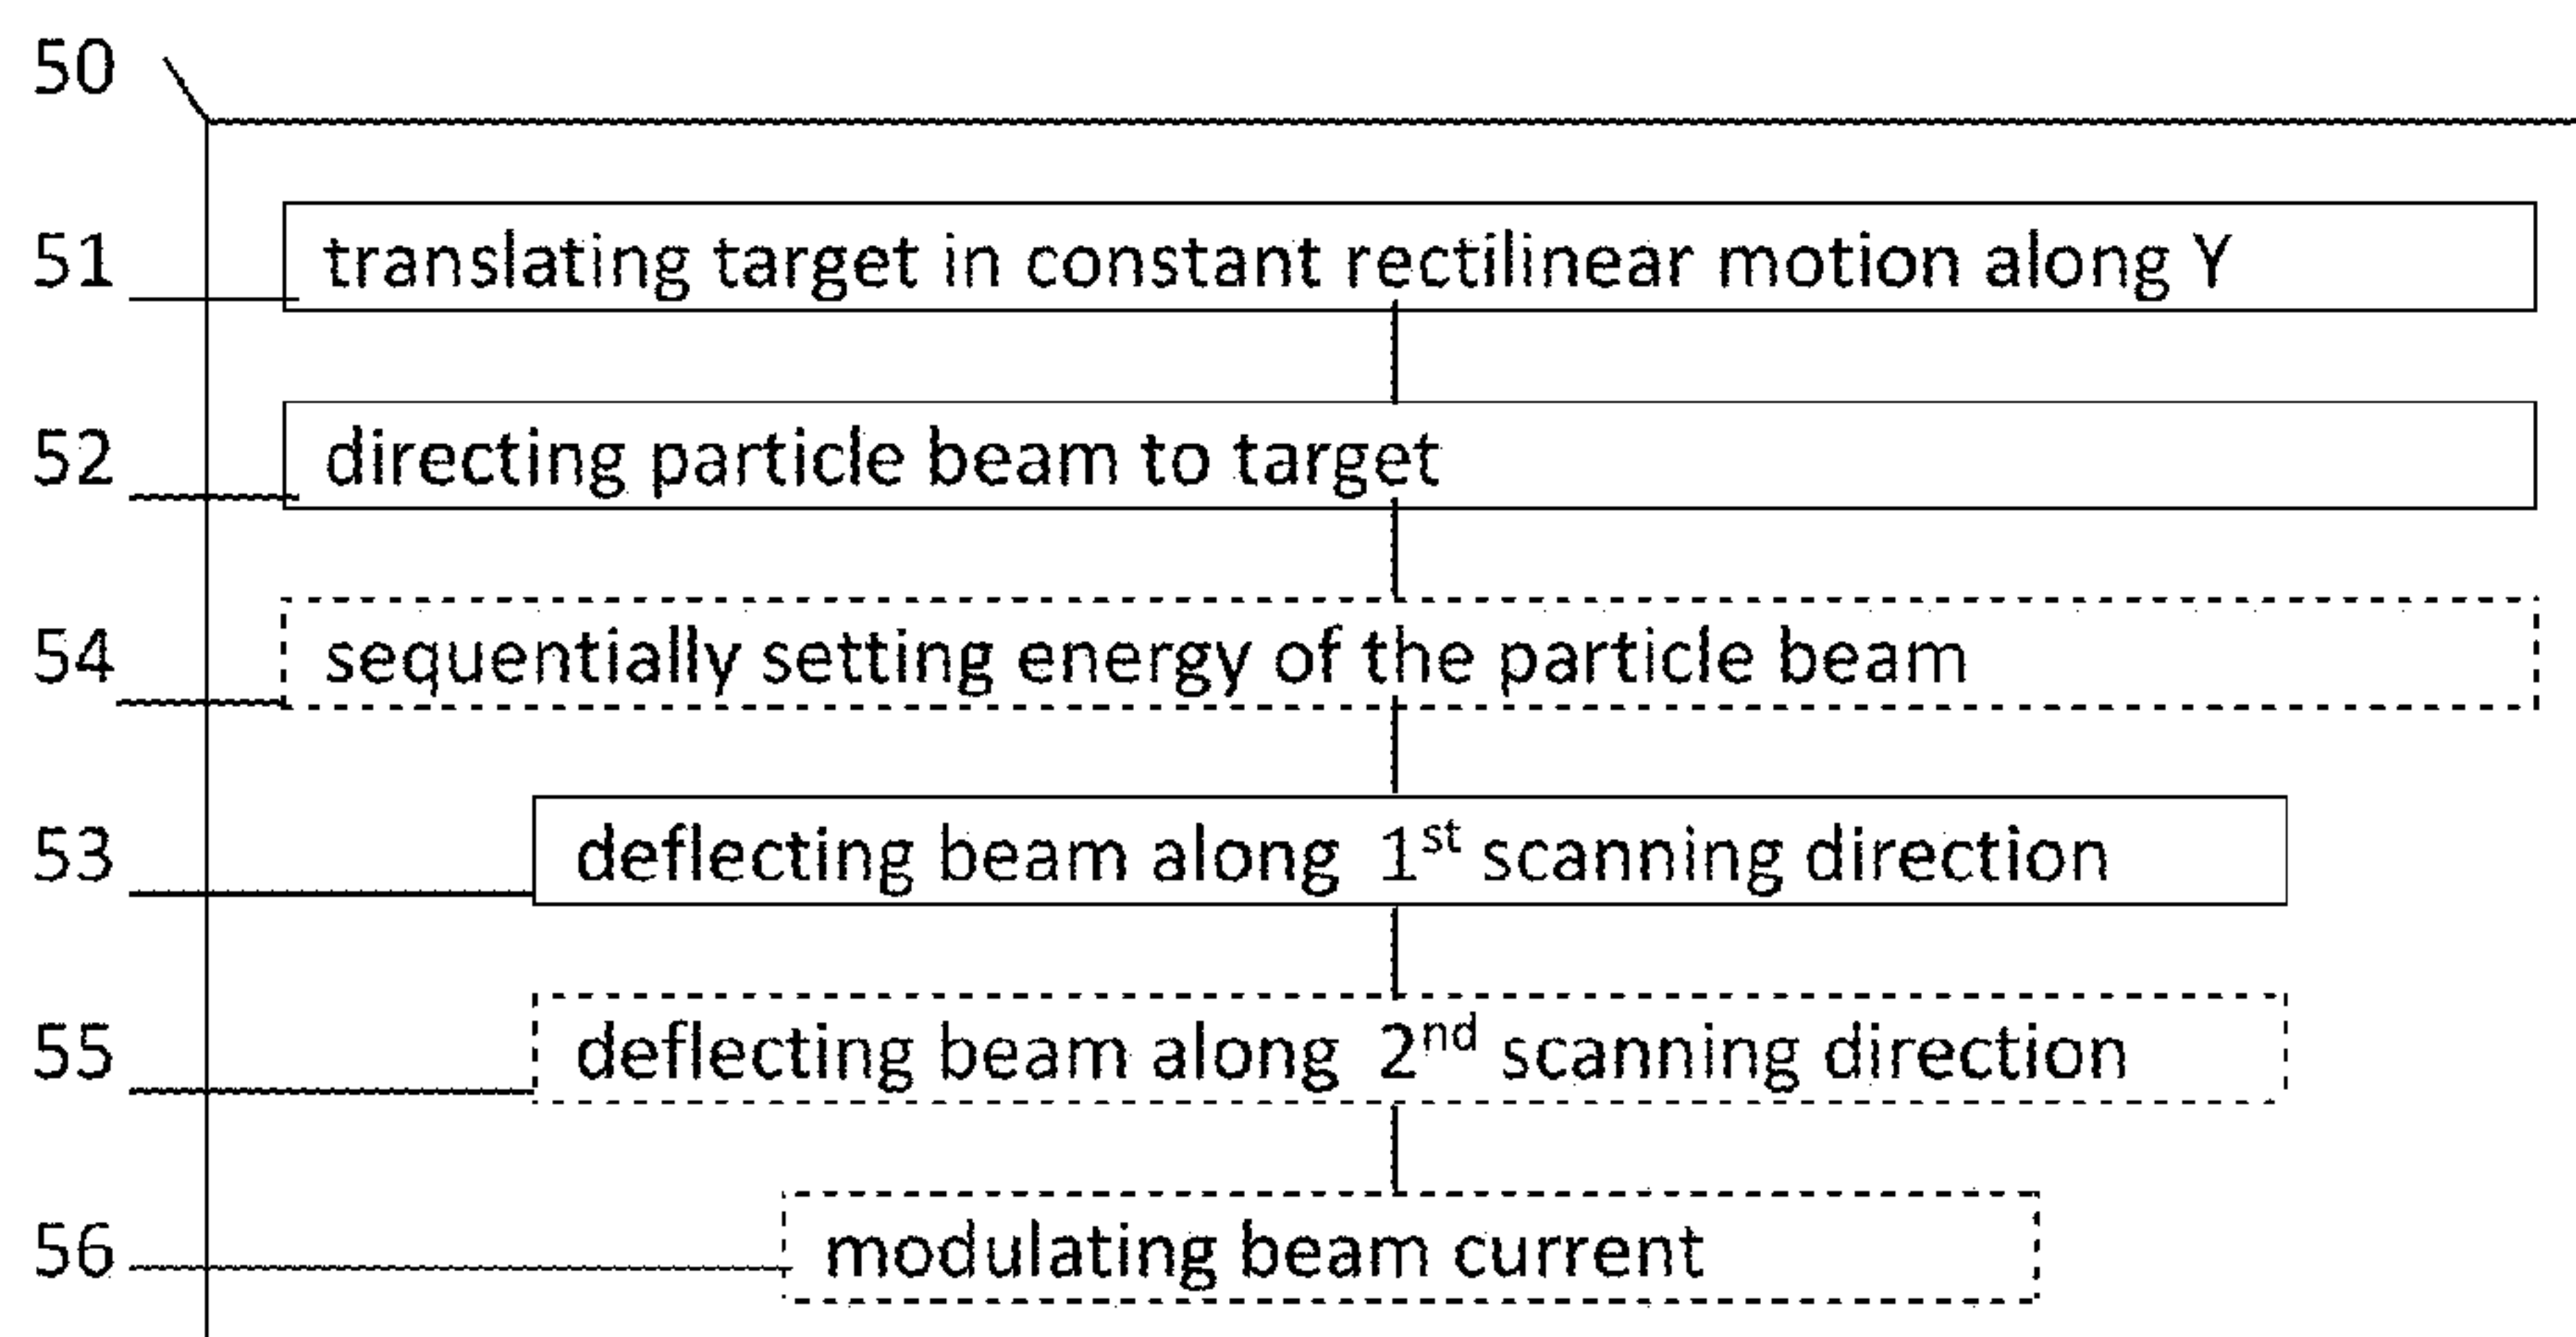 50
51 translating target in constant rectilinear motion along Y
52 directing particle beam to target
54 sequentially setting energy of the particle beam
53 deflecting beam along 1st scanning direction
55 deflecting beam along 2nd scanning direction
56 modulating beam current